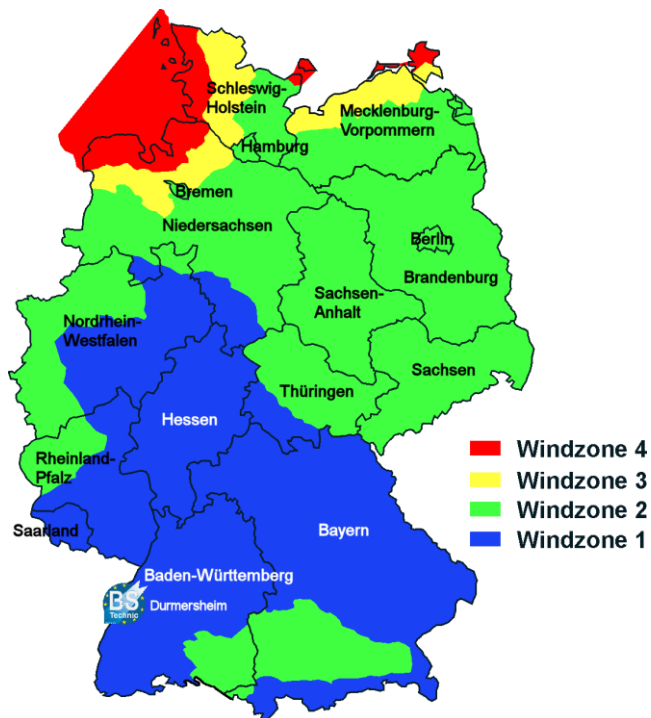 Schleswig-
Holstein
Mecklenburg-
Vorpommern
Hamburg
Bremen
Niedersachsen
Berlin
Brandenburg
Sachsen-
Anhalt
Nordrhein-
Westfalen
Sachsen
Thüringen
Hessen
Rheinland-
Pfalz
Windzone 4
Windzone 3
Windzone 2
Windzone 1
Saarland
Bayern
Baden-Württemberg
BS
Technic
Durmersheim